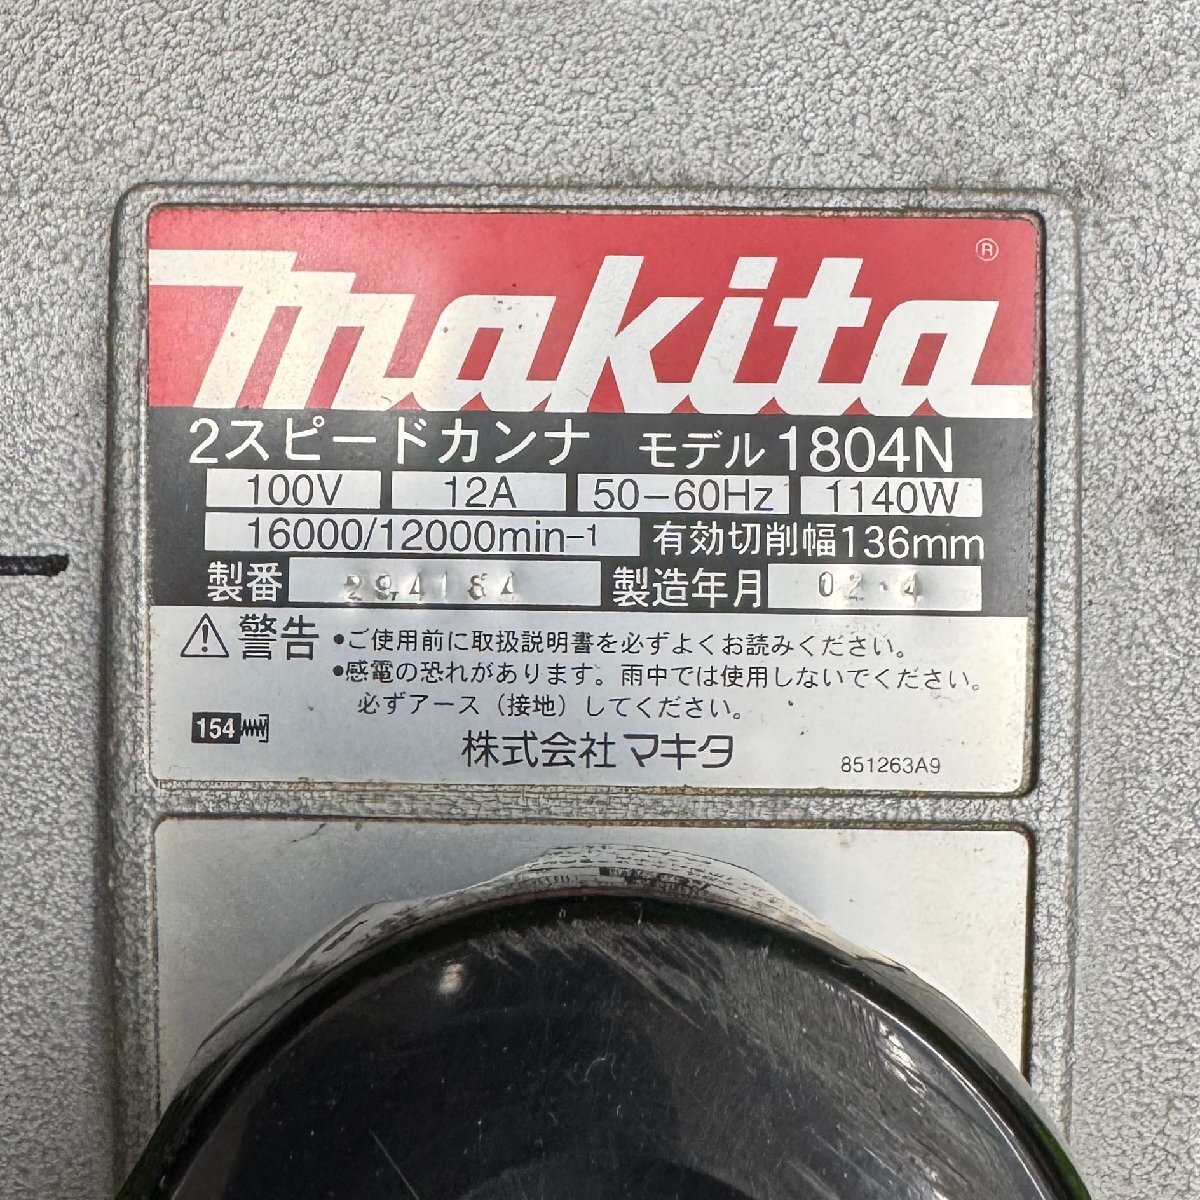 makita ®
2スピードカンナ モデル1804N
100V 12A 50-60Hz 1140W
16000/12000min-1 有効切削幅136mm
製番 294184 製造年月 02.4
警告 •ご使用前に取扱説明書を必ずよくお読みください。
•感電の恐れがあります。雨中では使用しないでください。
必ずアース（接地）してください。
154
株式会社マキタ 851263A9